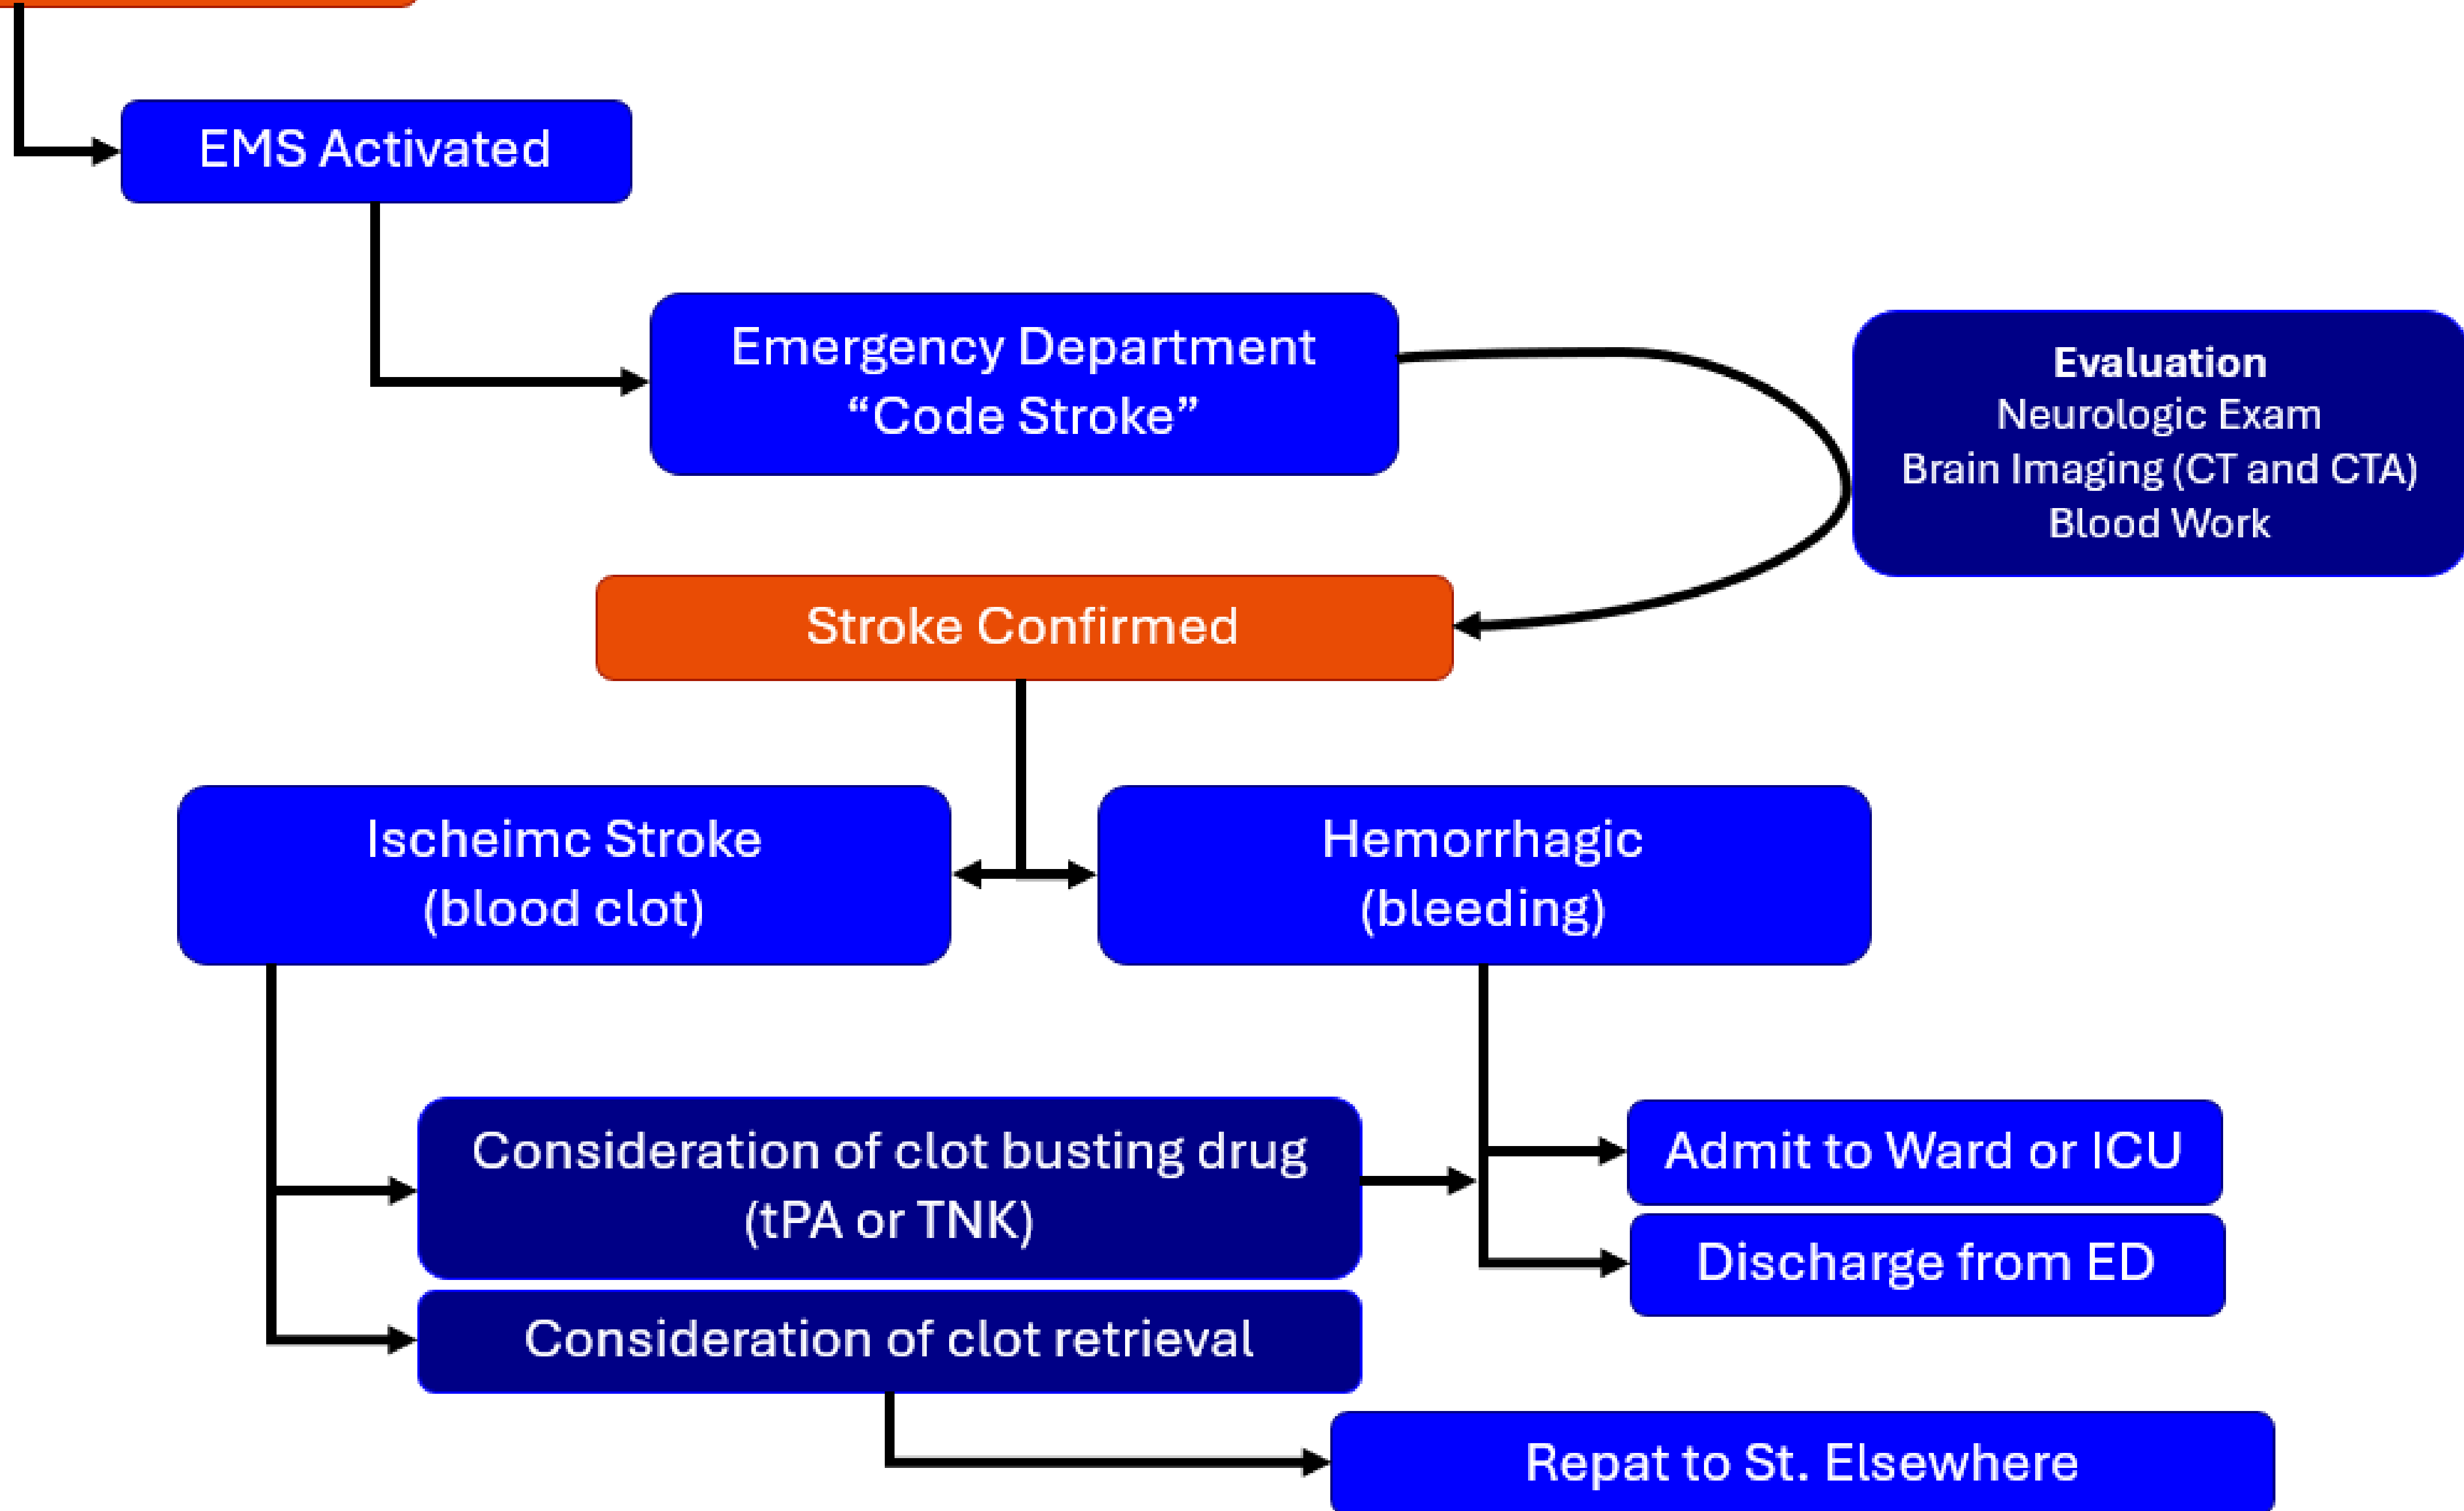 EMS Activated
Emergency Department
“Code Stroke”
Evaluation
Neurologic Exam
Brain Imaging (CT and CTA)
Blood Work
Stroke Confirmed
Ischeimc Stroke
(blood clot)
Hemorrhagic
(bleeding)
Consideration of clot busting drug
(tPA or TNK)
Admit to Ward or ICU
Discharge from ED
Consideration of clot retrieval
Repat to St. Elsewhere